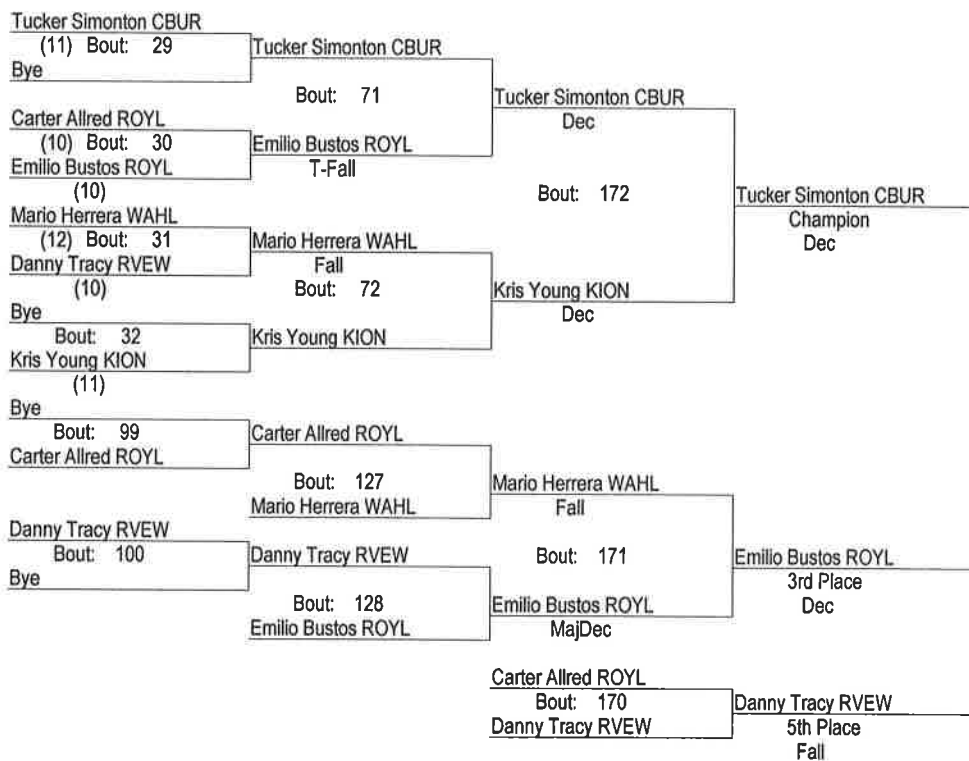 Tucker Simonton CBUR
(11) Bout: 29
Bye
Tucker Simonton CBUR
Bout: 71
Carter Allred ROYL
(10) Bout: 30
Emilio Bustos ROYL
(10)
Emilio Bustos ROYL
T-Fall
Tucker Simonton CBUR
Dec
Bout: 172
Mario Herrera WAHL
(12) Bout: 31
Danny Tracy RVEW
(10)
Mario Herrera WAHL
Fall
Bout: 72
Bye
Bout: 32
Kris Young KION
(11)
Kris Young KION
Kris Young KION
Dec
Tucker Simonton CBUR
Champion
Dec
Bye
Bout: 99
Carter Allred ROYL
Carter Allred ROYL
Bout: 127
Mario Herrera WAHL
Mario Herrera WAHL
Fall
Bout: 171
Danny Tracy RVEW
Bout: 100
Bye
Danny Tracy RVEW
Bout: 128
Emilio Bustos ROYL
Emilio Bustos ROYL
MajDec
Emilio Bustos ROYL
3rd Place
Dec
Carter Allred ROYL
Bout: 170
Danny Tracy RVEW
Danny Tracy RVEW
5th Place
Fall